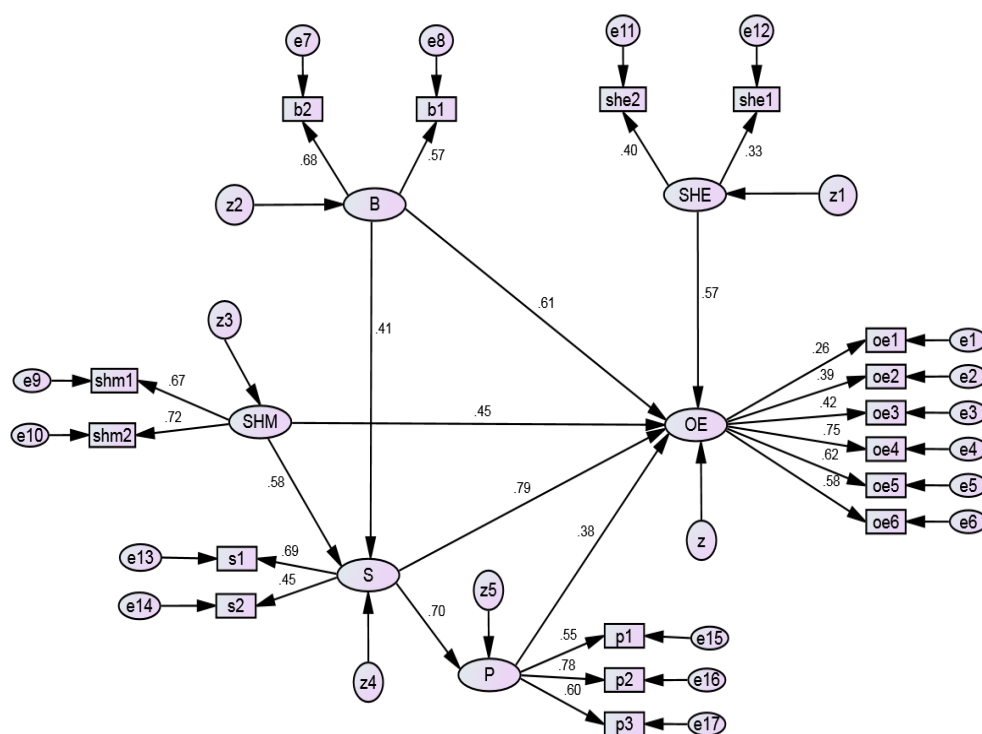 e7
e8
e11
e12
b2
b1
she2
she1
.68
.57
.40
.33
z2
B
SHE
z1
.61
.57
.41
z3
oe1
e1
.26
oe2
e2
.39
e9
shm1
.67
oe3
e3
.42
e10
shm2
.72
SHM
.45
OE
oe4
e4
.75
oe5
e5
.62
.58
.79
oe6
e6
.58
z
.38
e13
s1
.69
S
e14
s2
.45
z5
.70
z4
P
.55
p1
e15
.78
p2
e16
.60
p3
e17